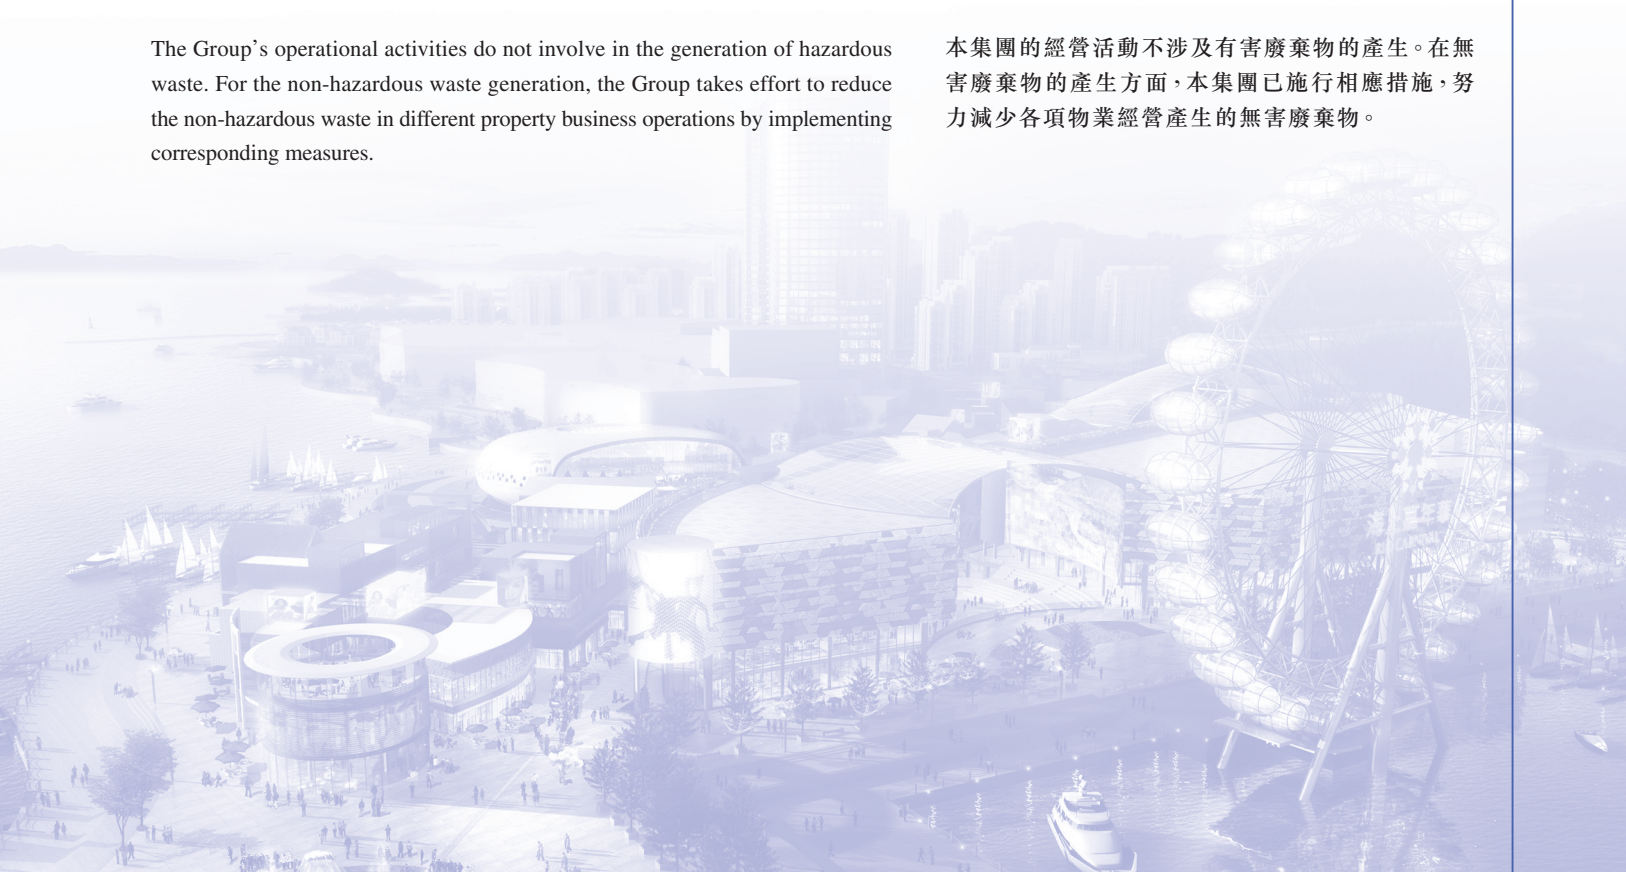 The Group’s operational activities do not involve in the generation of hazardous
waste. For the non-hazardous waste generation, the Group takes effort to reduce
the non-hazardous waste in different property business operations by implementing
corresponding measures.
本集團的經營活動不涉及有害廢棄物的產生。在無
害廢棄物的產生方面，本集團已施行相應措施，努
力減少各項物業經營產生的無害廢棄物。